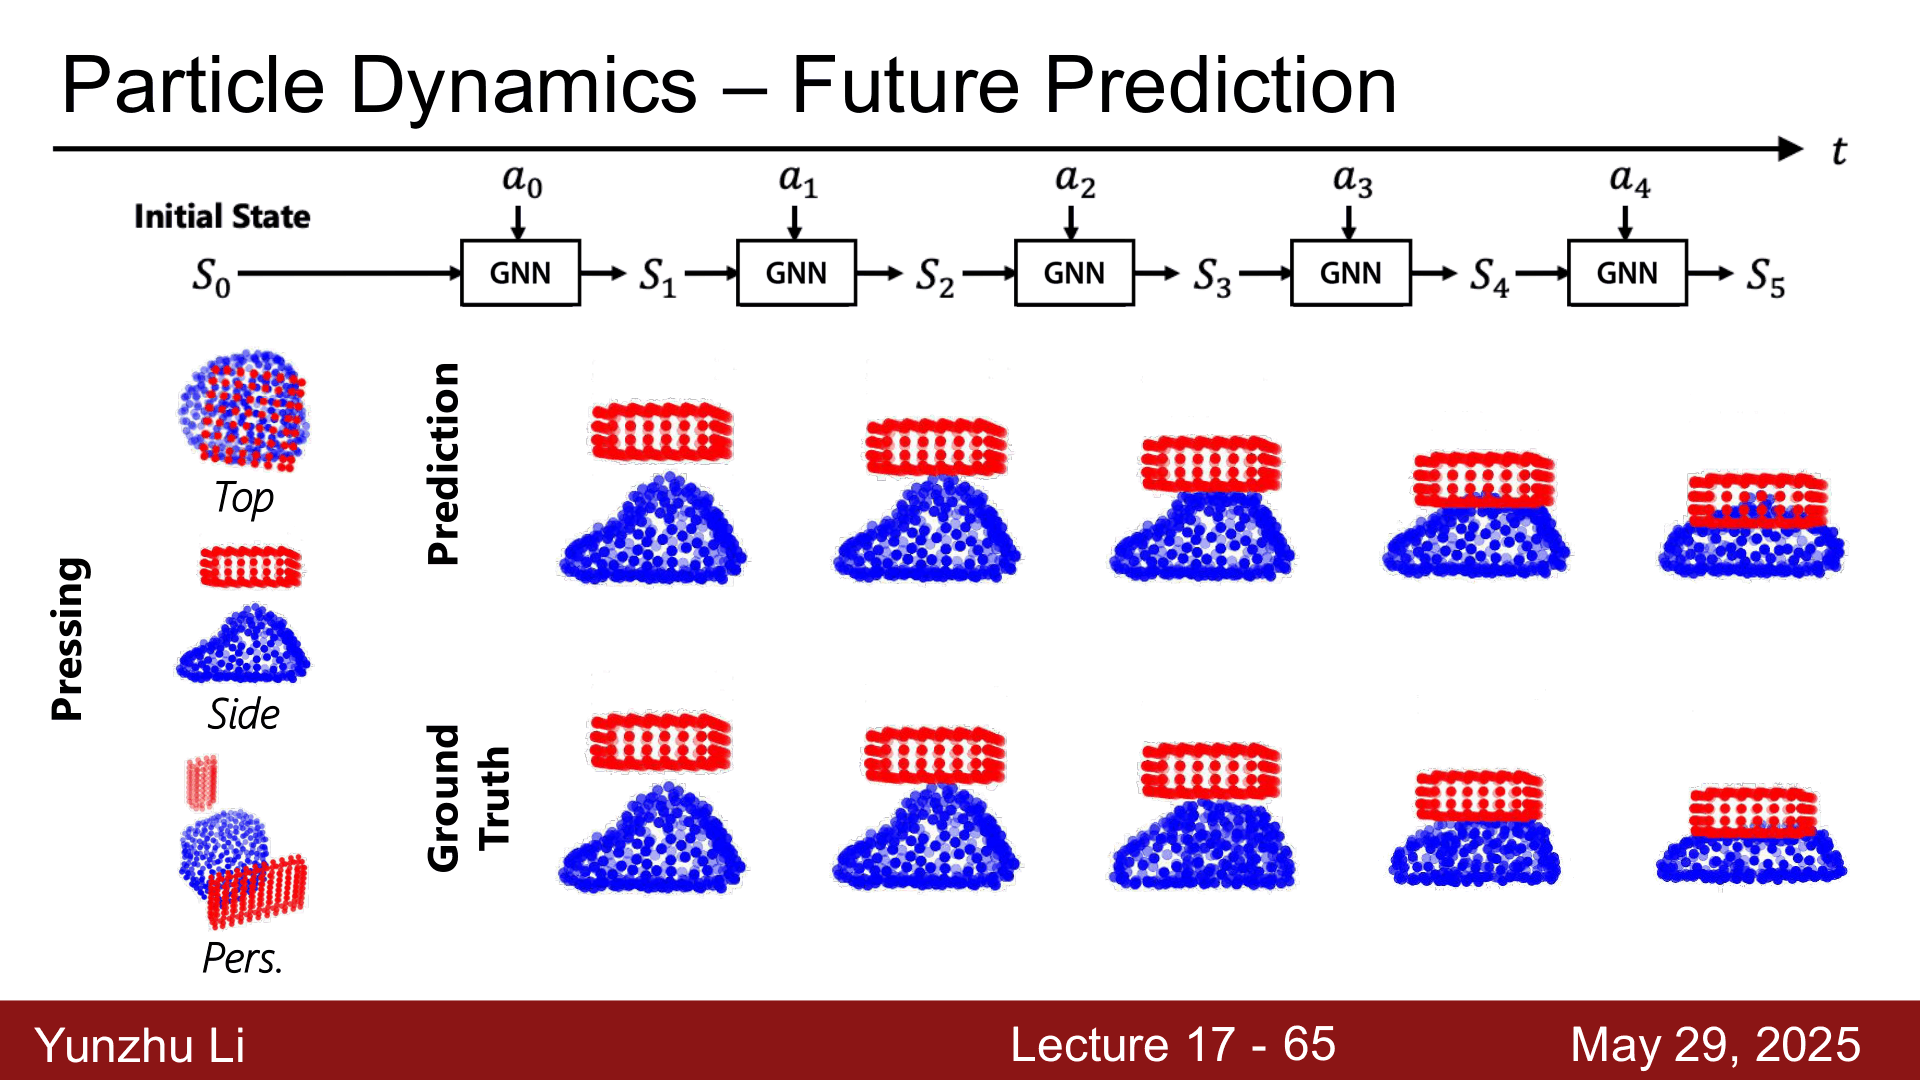 Particle Dynamics – Future Prediction
t
a0 a1 a2 a3 a4
Initial State
S0 GNN S1 GNN S2 GNN S3 GNN S4 GNN S5
Pressing
Top
Side
Pers.
Prediction
Ground
Truth
Yunzhu Li
Lecture 17 - 65
May 29, 2025